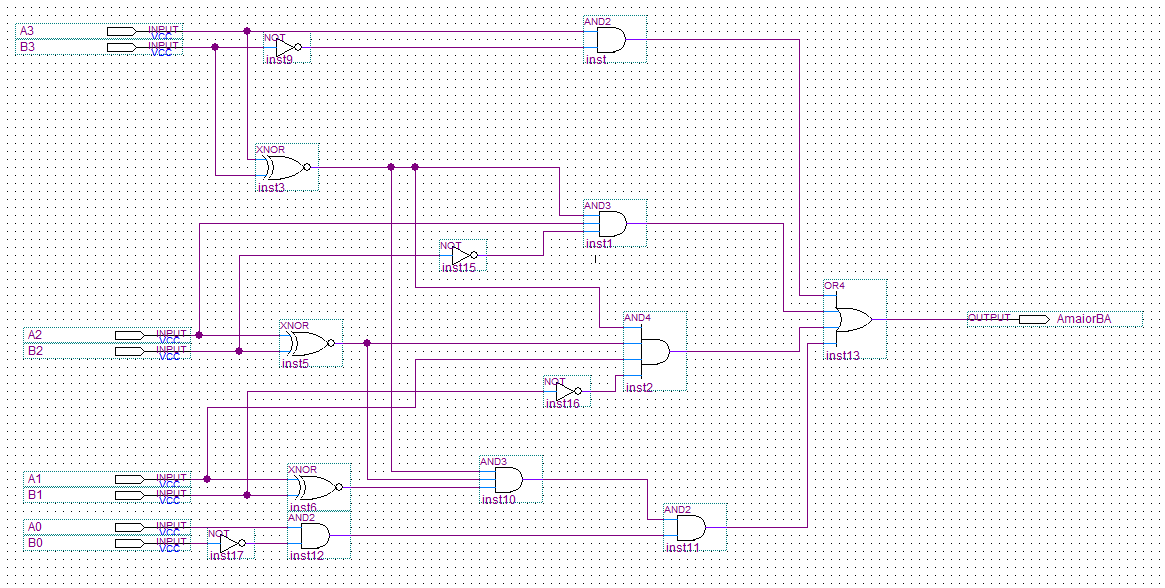 AND2
A3 INPUT
VCC
B3 INPUT
VCC
NOT
inst9
inst
XNOR
inst3
AND3
inst1
NOT
inst15
OR4
AND4
OUTPUT AmaiorBA
A2 INPUT
VCC
B2 INPUT
VCC
XNOR
inst5
inst13
NOT
inst16
inst2
AND3
A1 INPUT
VCC
B1 INPUT
VCC
XNOR
inst6
inst10
AND2
AND2
A0 INPUT
VCC
B0 INPUT
VCC
NOT
inst17
inst12
inst11